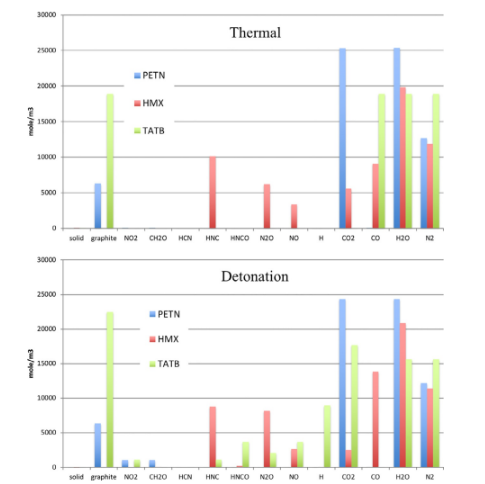 Thermal
30000
25000
20000
15000
10000
5000
0
mole/m3
PETN
HMX
TATB
solid graphite NO2 CH2O HCN HNC HNCO N2O NO H CO2 CO H2O N2
Detonation
30000
25000
20000
15000
10000
5000
0
mole/m3
PETN
HMX
TATB
solid graphite NO2 CH2O HCN HNC HNCO N2O NO H CO2 CO H2O N2